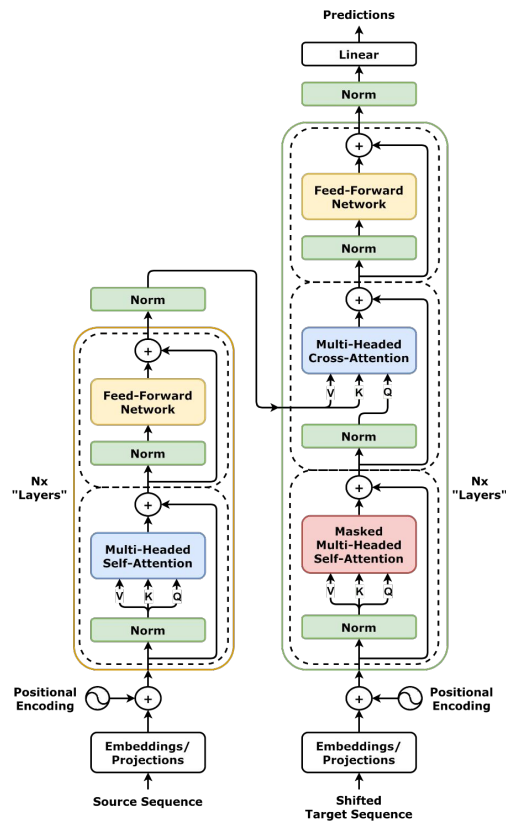 Predictions
Linear
Norm
+
Feed-Forward
Network
Norm
+
Multi-Headed
Cross-Attention
V K Q
Norm
+
Masked
Multi-Headed
Self-Attention
V K Q
Norm
Nx
"Layers"
+
Positional
Encoding
Embeddings/
Projections
Shifted
Target Sequence
Norm
+
Feed-Forward
Network
Norm
+
Multi-Headed
Self-Attention
V K Q
Norm
Nx
"Layers"
Positional
Encoding
+
Embeddings/
Projections
Source Sequence